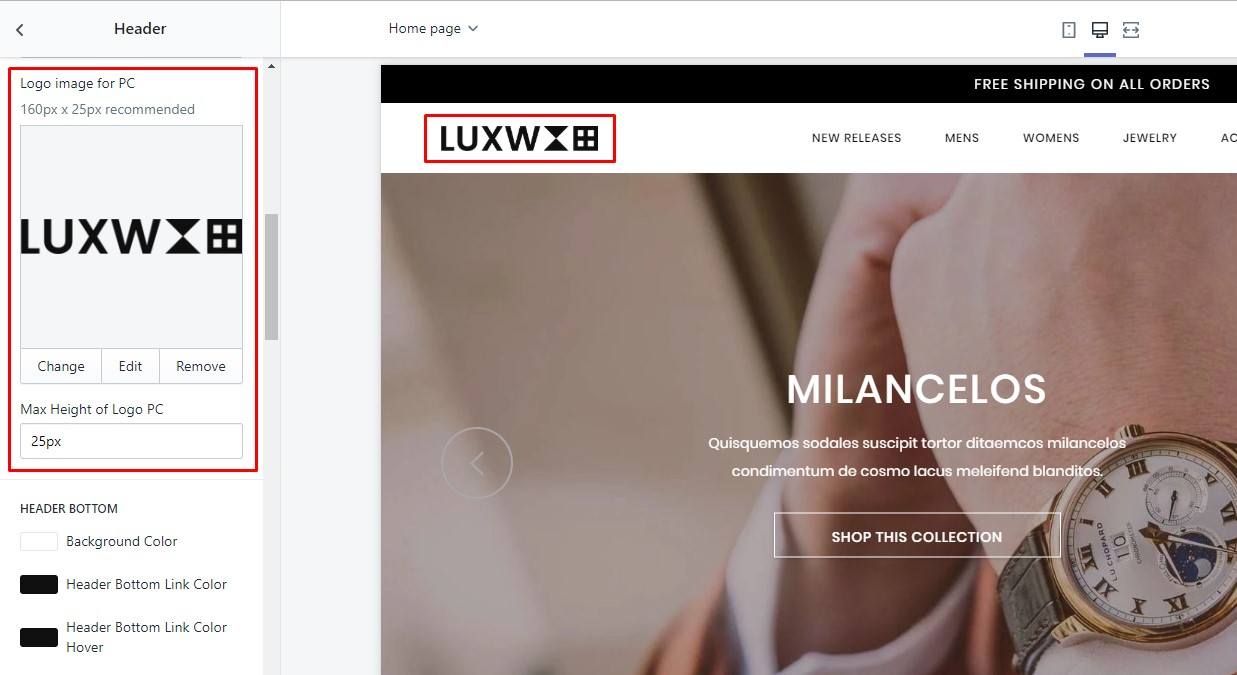 Header
Home page
Logo image for PC
160px x 25px recommended
LUXW
Change Edit Remove
Max Height of Logo PC
25px
HEADER BOTTOM
Background Color
Header Bottom Link Color
Header Bottom Link Color
Hover
FREE SHIPPING ON ALL ORDERS
LUXW
NEW RELEASES MENS WOMENS JEWELRY AC
MILANCELOS
Quisquemos sodales suscipit tortor ditaemcos milancelos
condimentum de cosmo lacus meleifend blanditos.
SHOP THIS COLLECTION
L.U CHOPARD
CHRONOMETER
10